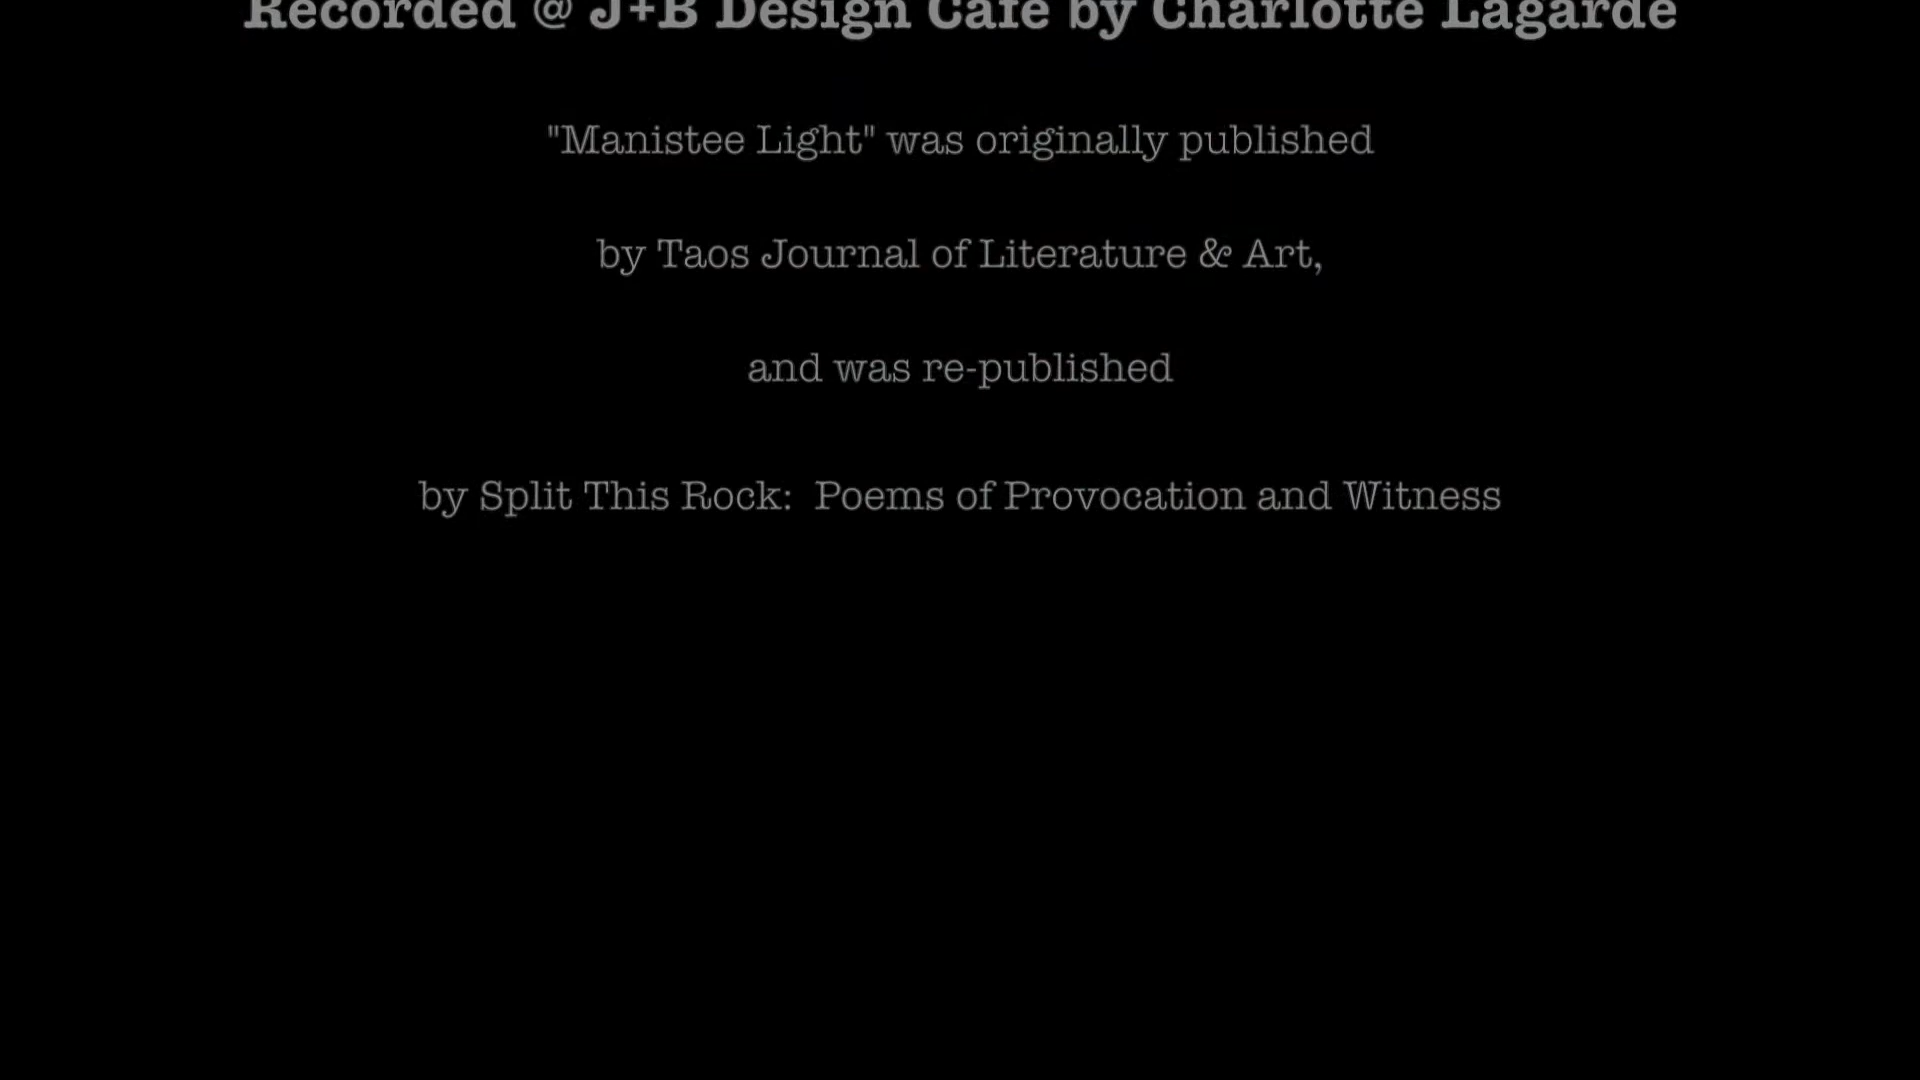 Recorded @ J+B Design Cafe by Charlotte Lagarde
"Manistee Light" was originally published
by Taos Journal of Literature & Art,
and was re-published
by Split This Rock:  Poems of Provocation and Witness